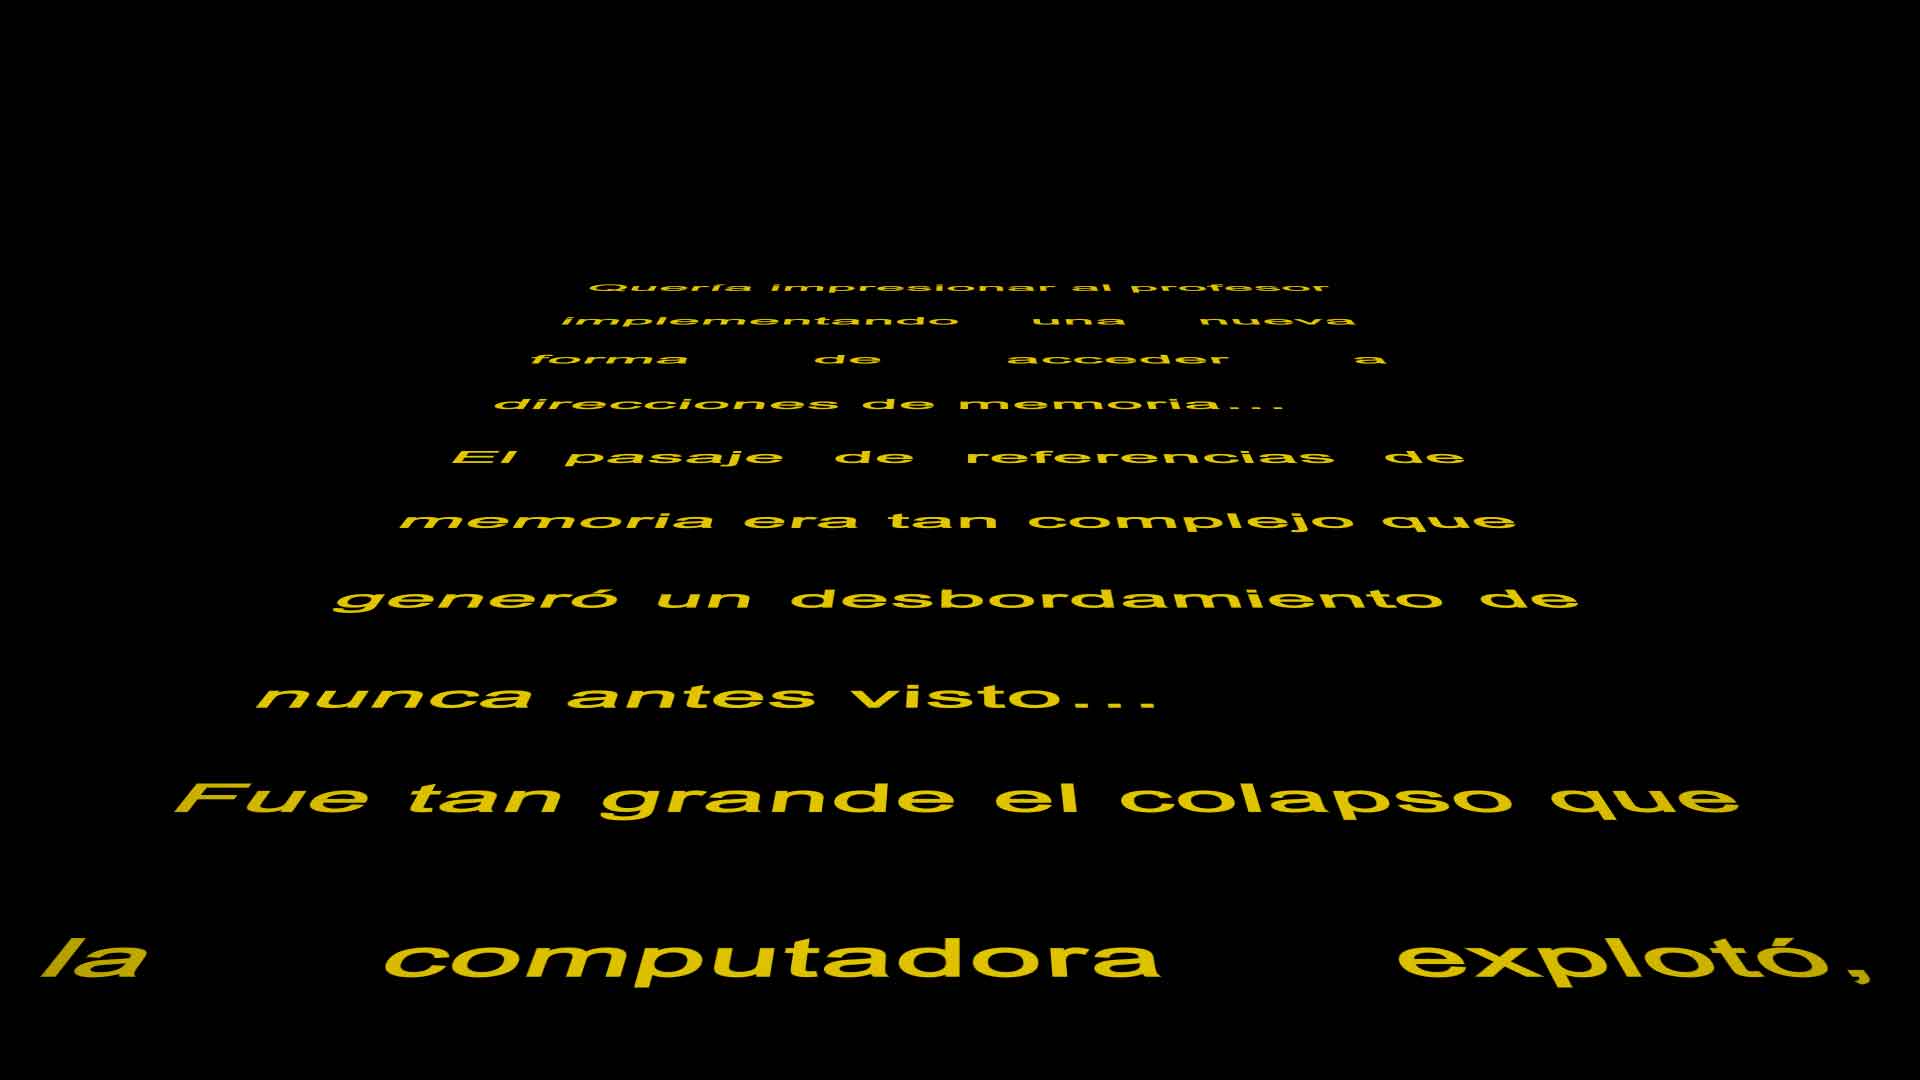 Quería impresionar al profesor
implementando una nueva
forma de acceder a
direcciones de memoria...
El pasaje de referencias de
memoria era tan complejo que
generó un desbordamiento de
nunca antes visto...
Fue tan grande el colapso que
la computadora explotó,